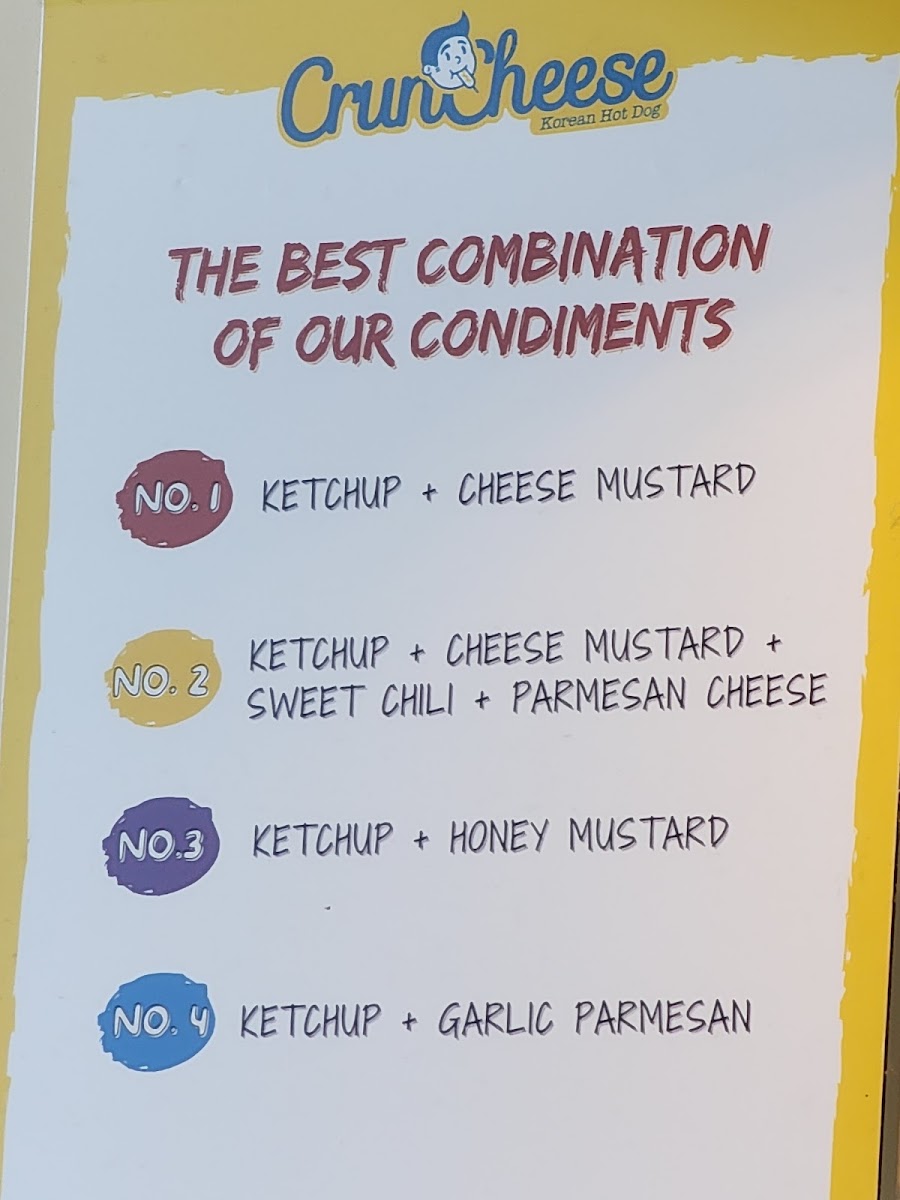 CrunCheese
Korean Hot Dog
THE BEST COMBINATION
OF OUR CONDIMENTS
NO. 1 KETCHUP + CHEESE MUSTARD
NO. 2 KETCHUP + CHEESE MUSTARD +
SWEET CHILI + PARMESAN CHEESE
NO.3 KETCHUP + HONEY MUSTARD
NO. 4 KETCHUP + GARLIC PARMESAN